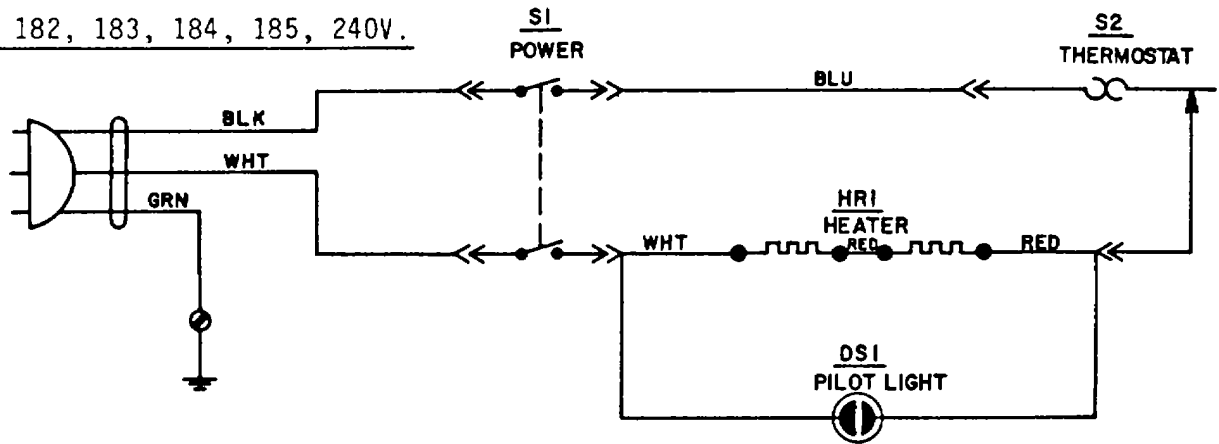 182, 183, 184, 185, 240V.
S1
POWER
S2
THERMOSTAT
BLU
BLK
WHT
GRN
HR1
HEATER
WHT
RED
RED
DS1
PILOT LIGHT